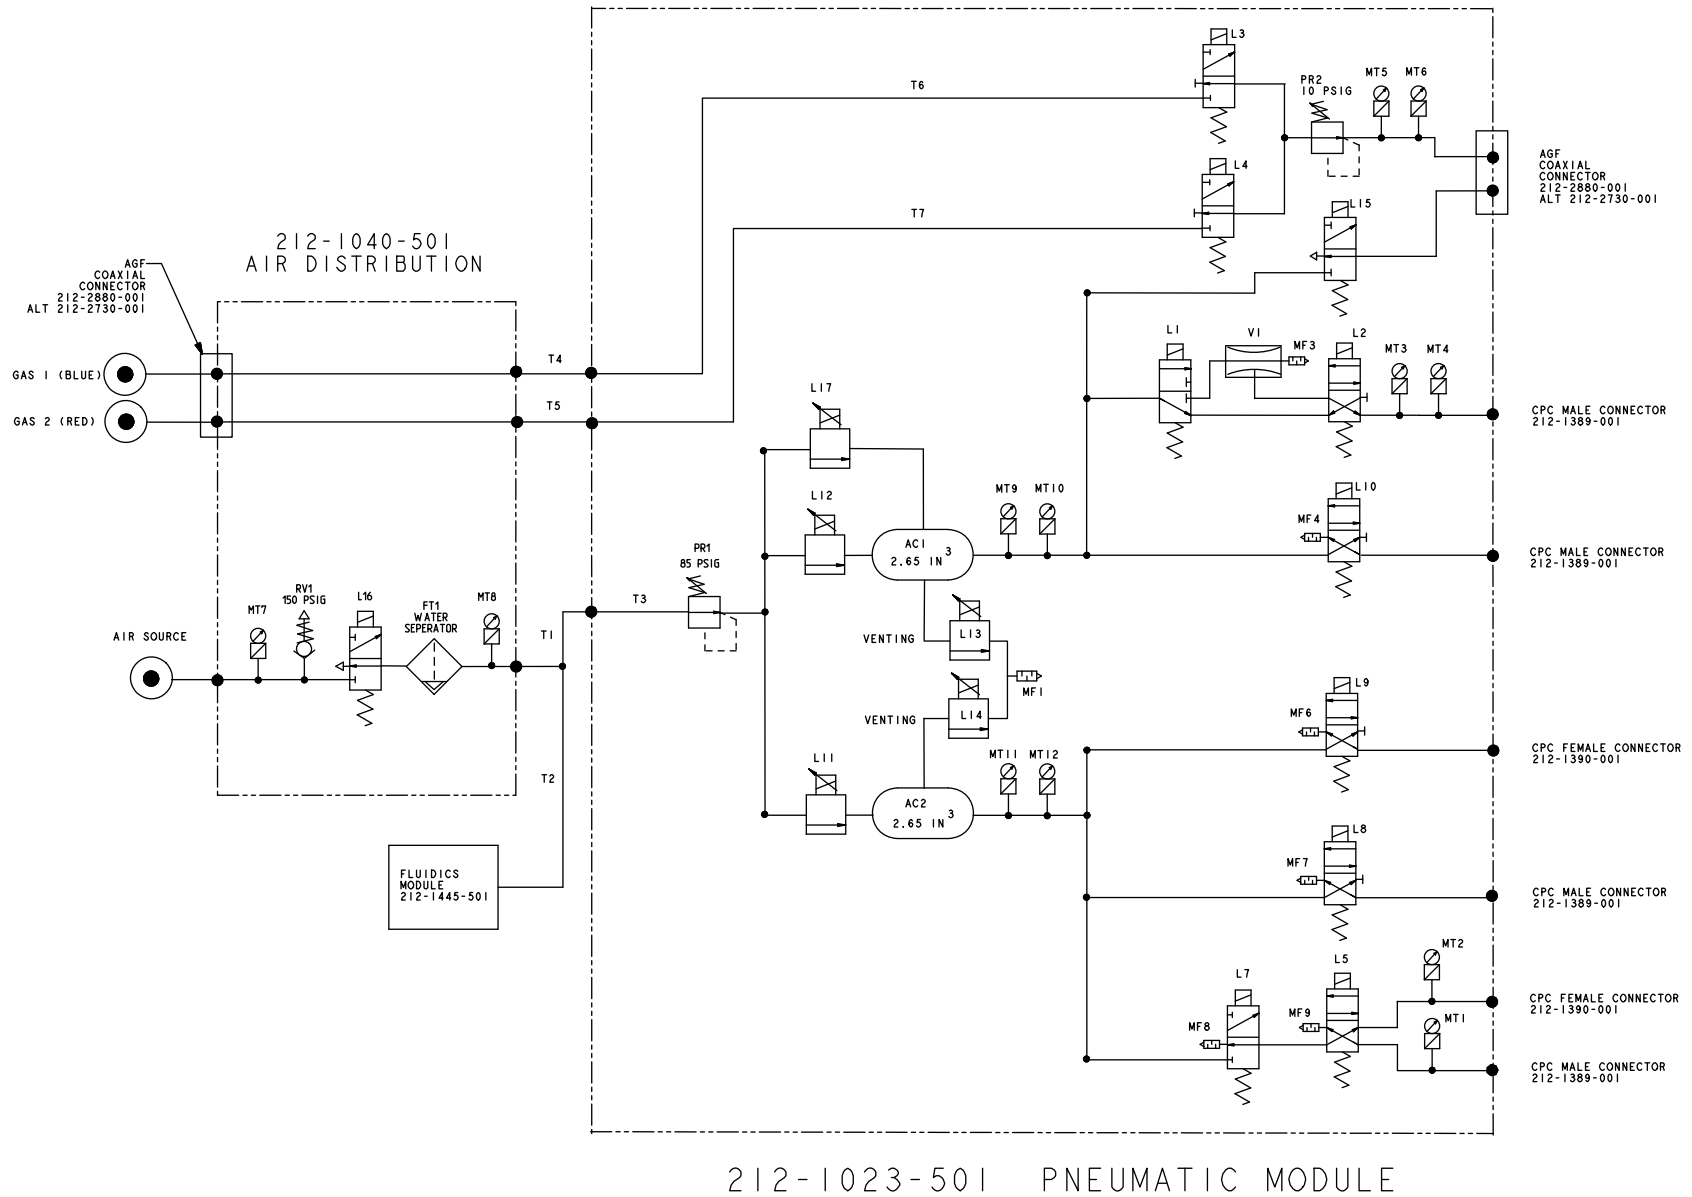 L3
T6
PR2
10 PSIG
MT5
MT6
L4
T7
AGF
COAXIAL
CONNECTOR
212-2880-001
ALT 212-2730-001
L15
212-1040-501
AIR DISTRIBUTION
AGF
COAXIAL
CONNECTOR
212-2880-001
ALT 212-2730-001
GAS 1 (BLUE)
T4
GAS 2 (RED)
T5
L1
V1
MF3
L2
MT3
MT4
CPC MALE CONNECTOR
212-1389-001
L17
L12
MT9
MT10
L10
MF4
AC1
2.65 IN 3
CPC MALE CONNECTOR
212-1389-001
PR1
85 PSIG
T3
RV1
150 PSIG
MT7
L16
FT1
WATER
SEPERATOR
MT8
T1
AIR SOURCE
VENTING
L13
MF1
VENTING
L14
L9
MF6
CPC FEMALE CONNECTOR
212-1390-001
T2
L11
MT11
MT12
AC2
2.65 IN 3
L8
MF7
FLUIDICS
MODULE
212-1445-501
CPC MALE CONNECTOR
212-1389-001
MT2
L7
L5
MF8
MF9
CPC FEMALE CONNECTOR
212-1390-001
MT1
CPC MALE CONNECTOR
212-1389-001
212-1023-501 PNEUMATIC MODULE